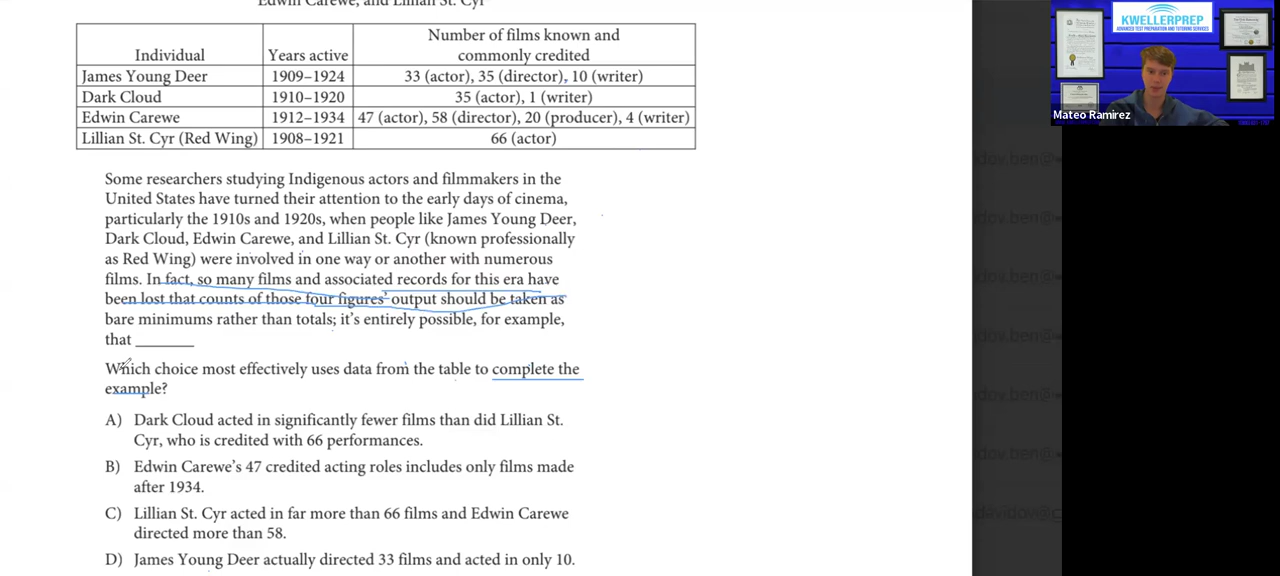 Edwin Carewe, and Lillian St. Cyr
Individual Years active Number of films known and commonly credited
James Young Deer 1909–1924 33 (actor), 35 (director), 10 (writer)
Dark Cloud 1910–1920 35 (actor), 1 (writer)
Edwin Carewe 1912–1934 47 (actor), 58 (director), 20 (producer), 4 (writer)
Lillian St. Cyr (Red Wing) 1908–1921 66 (actor)
Some researchers studying Indigenous actors and filmmakers in the
United States have turned their attention to the early days of cinema,
particularly the 1910s and 1920s, when people like James Young Deer,
Dark Cloud, Edwin Carewe, and Lillian St. Cyr (known professionally
as Red Wing) were involved in one way or another with numerous
films. In fact, so many films and associated records for this era have
been lost that counts of those four figures’ output should be taken as
bare minimums rather than totals; it’s entirely possible, for example,
that ______
Which choice most effectively uses data from the table to complete the
example?
A) Dark Cloud acted in significantly fewer films than did Lillian St.
Cyr, who is credited with 66 performances.
B) Edwin Carewe’s 47 credited acting roles includes only films made
after 1934.
C) Lillian St. Cyr acted in far more than 66 films and Edwin Carewe
directed more than 58.
D) James Young Deer actually directed 33 films and acted in only 10.
KWELLERPREP
ADVANCED TEST PREPARATION AND TUTORING SERVICES
Mateo Ramirez